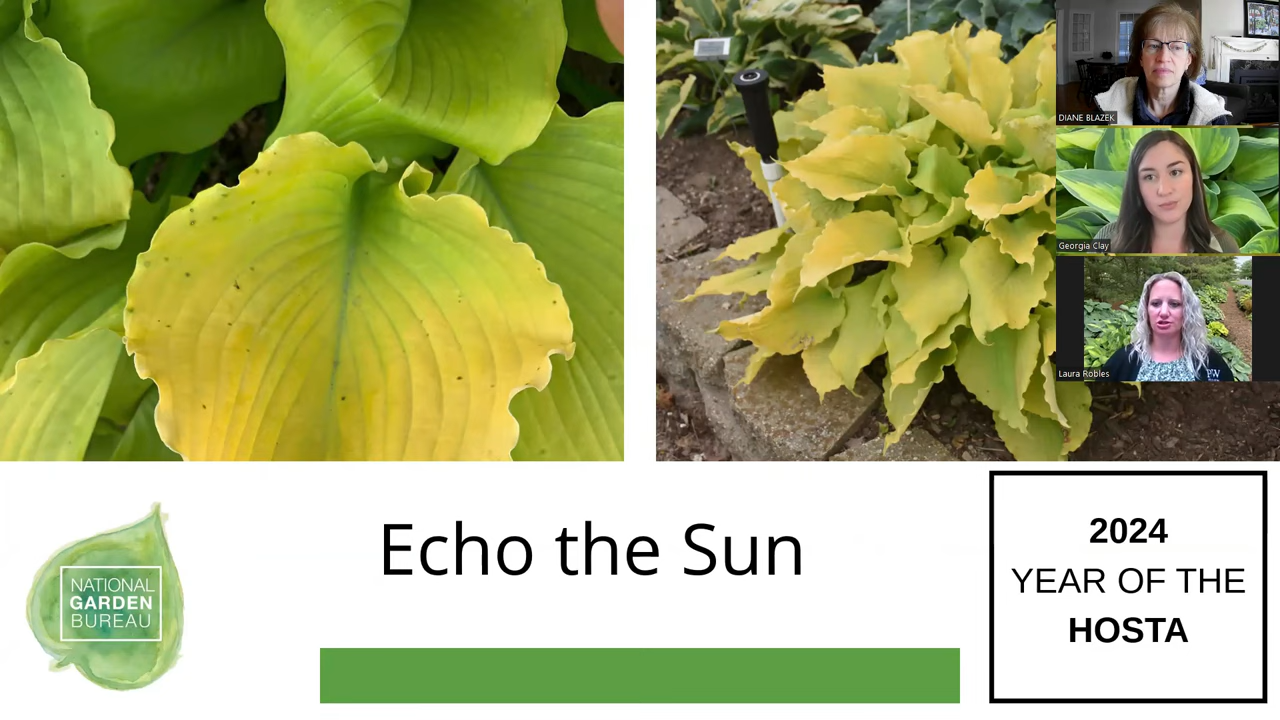 DIANE BLAZEK
Georgia Clay
Laura Robles
Echo the Sun
NATIONAL
GARDEN
BUREAU
2024
YEAR OF THE
HOSTA